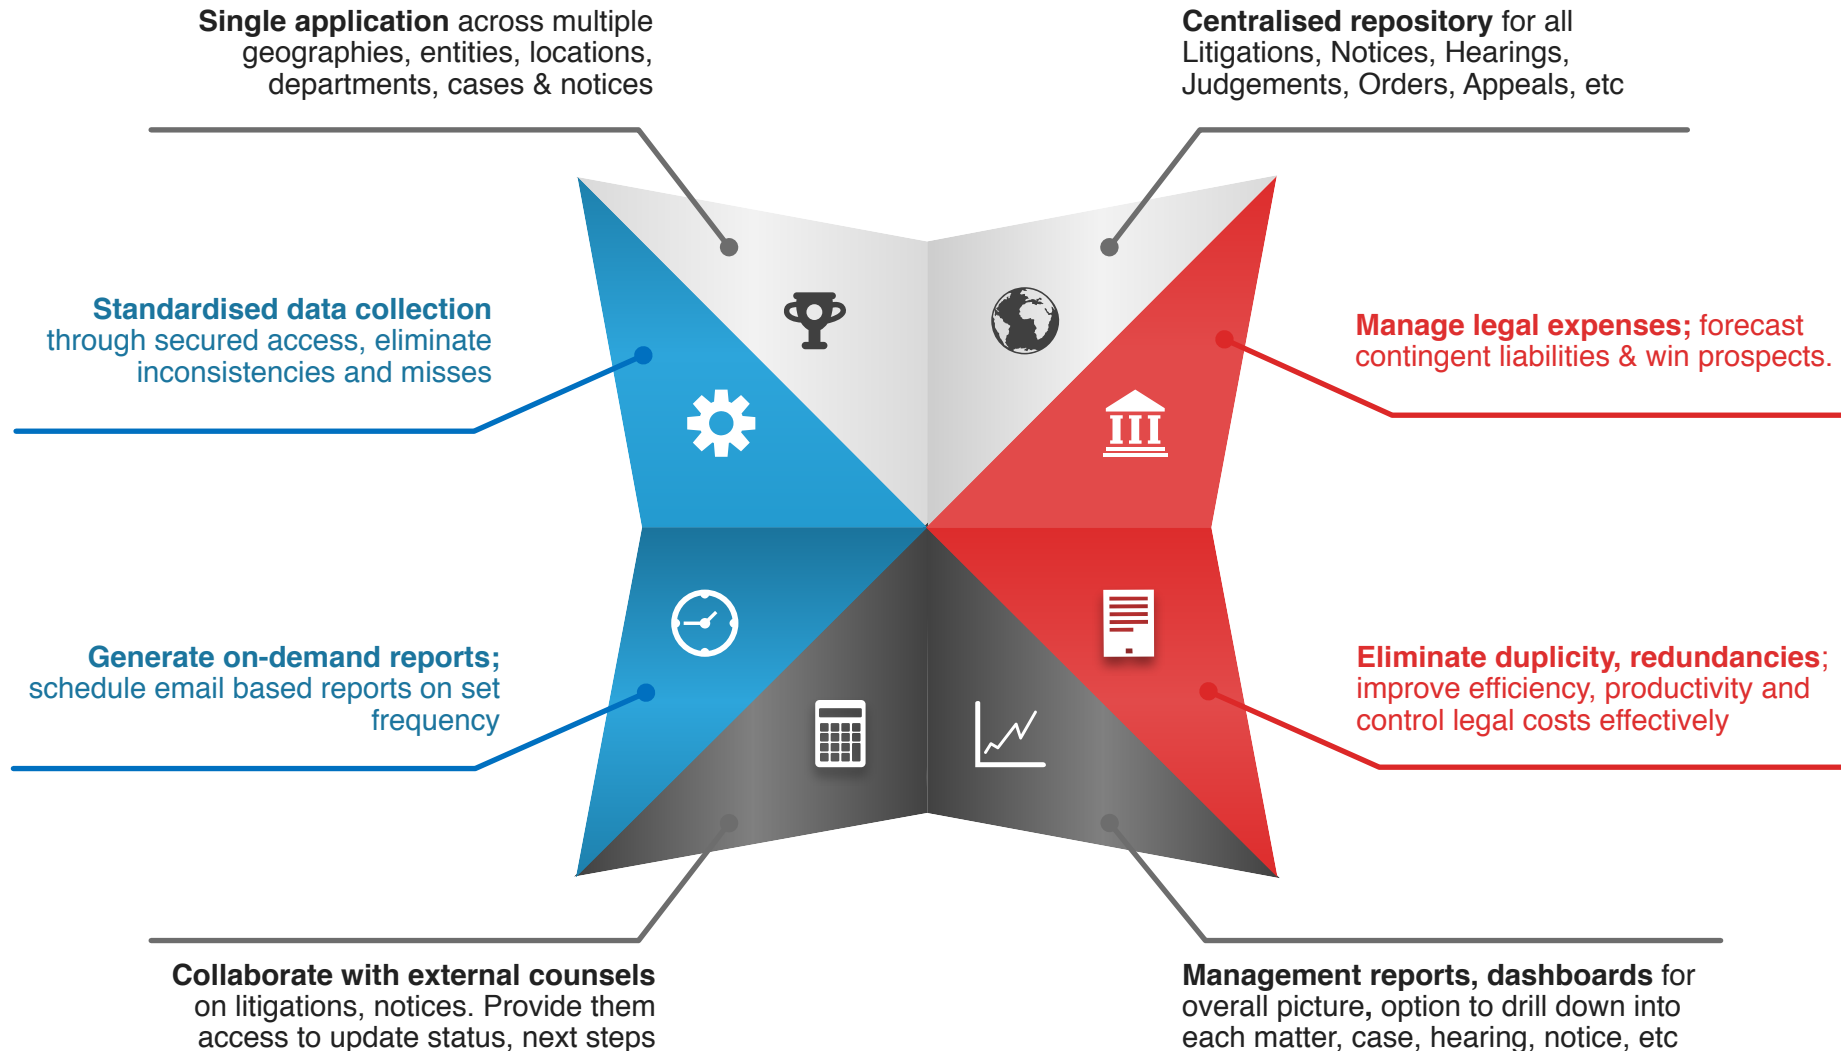 Single application across multiple
geographies, entities, locations,
departments, cases & notices
Centralised repository for all
Litigations, Notices, Hearings,
Judgements, Orders, Appeals, etc
Standardised data collection
through secured access, eliminate
inconsistencies and misses
Manage legal expenses; forecast
contingent liabilities & win prospects.
Generate on-demand reports;
schedule email based reports on set
frequency
Eliminate duplicity, redundancies;
improve efficiency, productivity and
control legal costs effectively
Collaborate with external counsels
on litigations, notices. Provide them
access to update status, next steps
Management reports, dashboards for
overall picture, option to drill down into
each matter, case, hearing, notice, etc